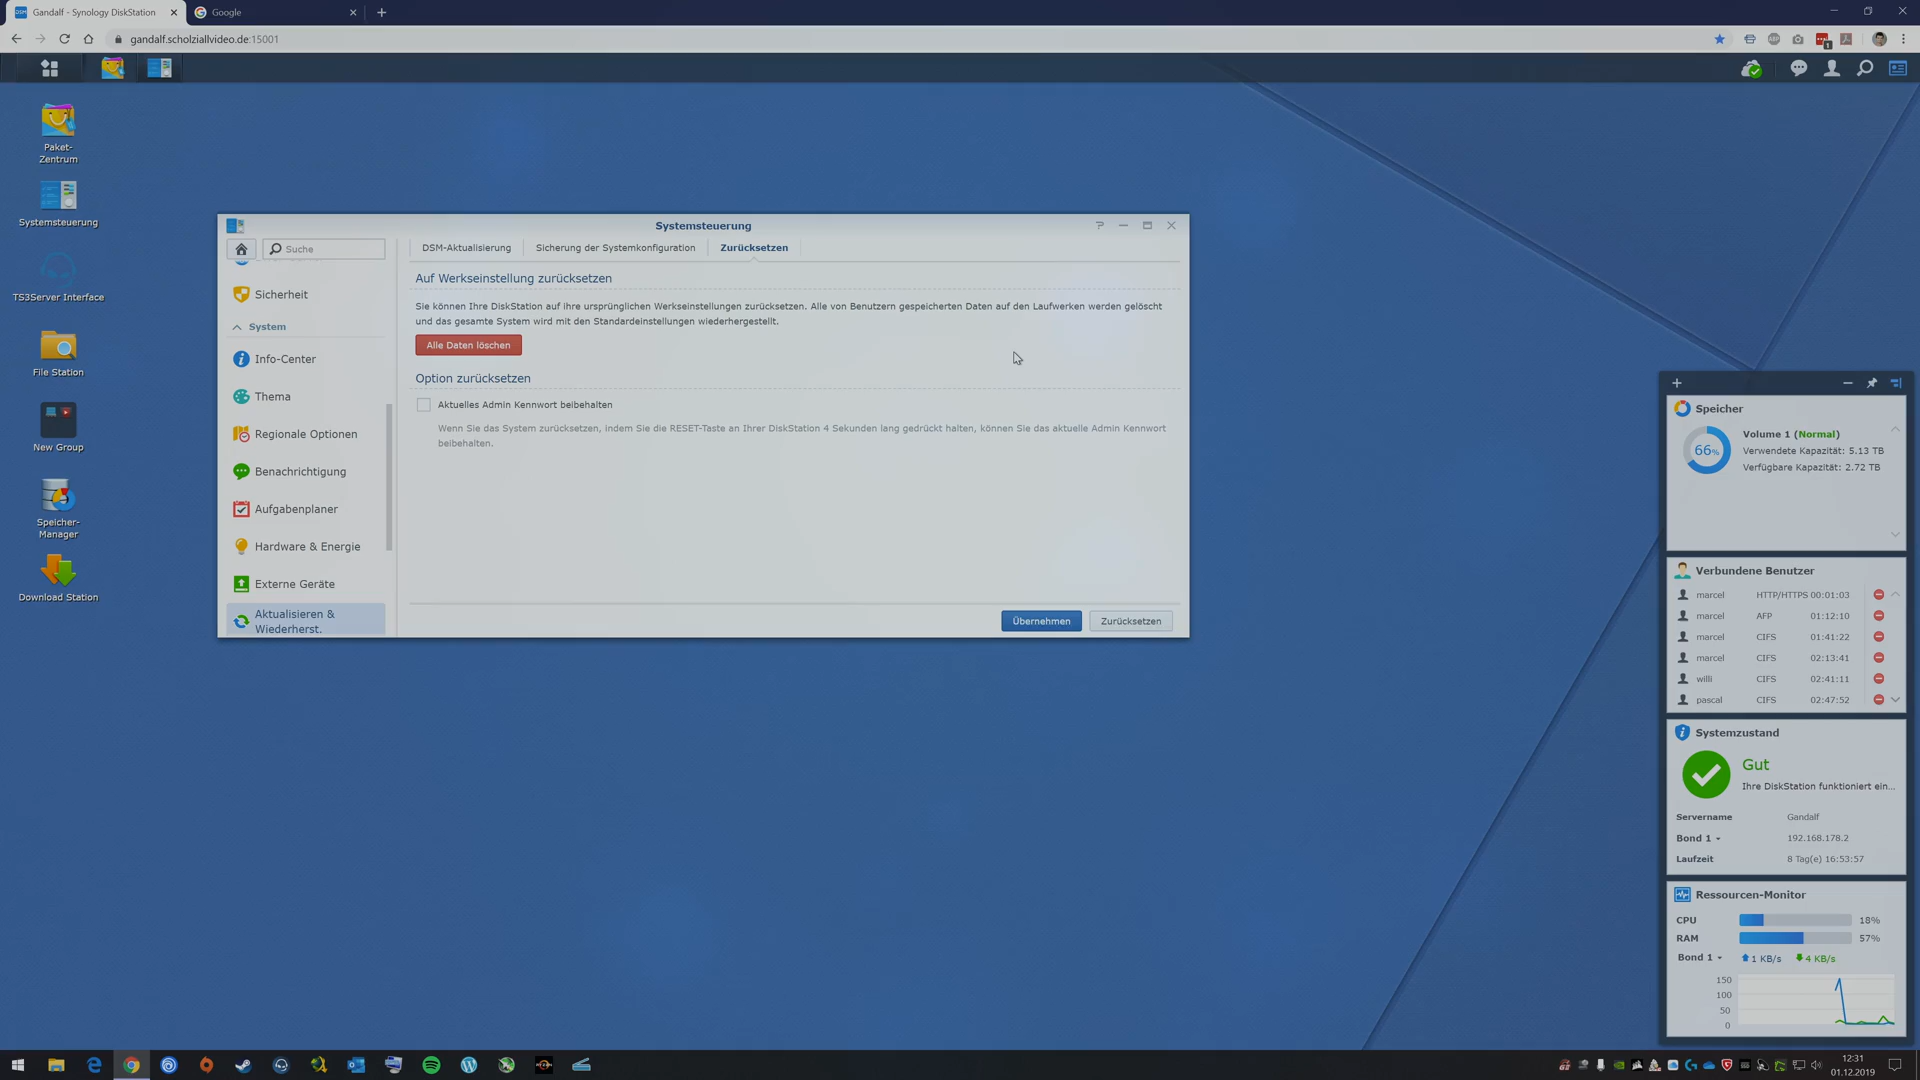 Gandalf - Synology DiskStation
Google
gandalf.scholziallvideo.de:15001
Paket-
Zentrum
Systemsteuerung
TS3Server Interface
File Station
New Group
Speicher-
Manager
Download Station
Systemsteuerung
Suche
Sicherheit
System
Info-Center
Thema
Regionale Optionen
Benachrichtigung
Aufgabenplaner
Hardware & Energie
Externe Geräte
Aktualisieren &
Wiederherst.
DSM-Aktualisierung
Sicherung der Systemkonfiguration
Zurücksetzen
Auf Werkseinstellung zurücksetzen
Sie können Ihre DiskStation auf ihre ursprünglichen Werkseinstellungen zurücksetzen. Alle von Benutzern gespeicherten Daten auf den Laufwerken werden gelöscht
und das gesamte System wird mit den Standardeinstellungen wiederhergestellt.
Alle Daten löschen
Option zurücksetzen
Aktuelles Admin Kennwort beibehalten
Wenn Sie das System zurücksetzen, indem Sie die RESET-Taste an Ihrer DiskStation 4 Sekunden lang gedrückt halten, können Sie das aktuelle Admin Kennwort
beibehalten.
Übernehmen
Zurücksetzen
Speicher
66%
Volume 1 (Normal)
Verwendete Kapazität: 5.13 TB
Verfügbare Kapazität: 2.72 TB
Verbundene Benutzer
marcel HTTP/HTTPS 00:01:03
marcel AFP 01:12:10
marcel CIFS 01:41:22
marcel CIFS 02:13:41
willi CIFS 02:41:11
pascal CIFS 02:47:52
Systemzustand
Gut
Ihre DiskStation funktioniert ein...
Servername Gandalf
Bond 1 192.168.178.2
Laufzeit 8 Tag(e) 16:53:57
Ressourcen-Monitor
CPU 18%
RAM 57%
Bond 1 1 KB/s 4 KB/s
150
100
50
0
12:31
01.12.2019